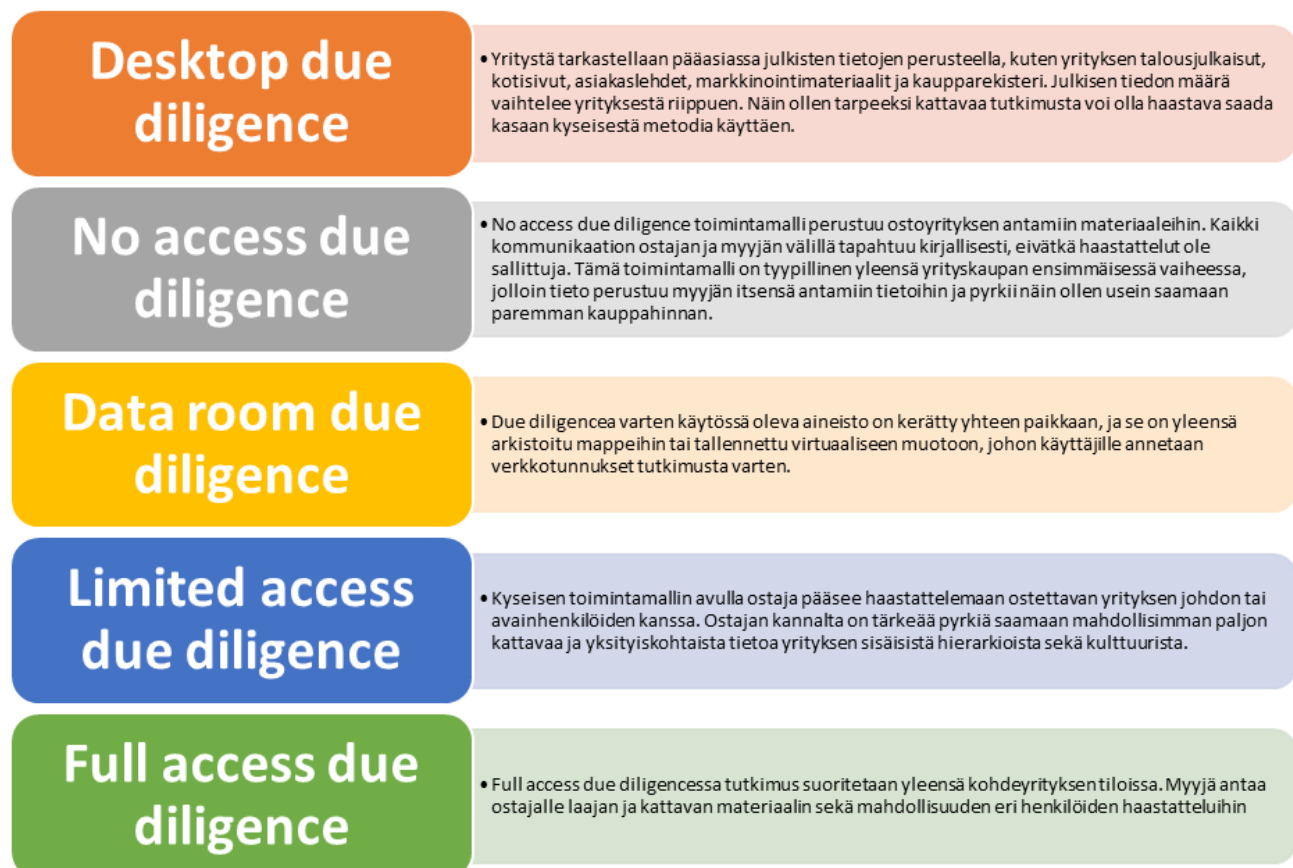 Desktop due
diligence
• Yritystä tarkastellaan pääasiassa julkisten tietojen perusteella, kuten yrityksen talousjulkaisut,
kotisivut, asiakaslehdet, markkinointimateriaalit ja kaupparekisteri. Julkisen tiedon määrä
vaihtelee yrityksestä riippuen. Näin ollen tarpeeksi kattavaa tutkimusta voi olla haastava saada
kasaan kyseisestä metodia käyttäen.
No access due
diligence
• No access due diligence toimintamalli perustuu ostoyrityksen antamiin materiaaleihin. Kaikki
kommunikaation ostajan ja myyjän välillä tapahtuu kirjallisesti, eivätkä haastattelut ole
sallittuja. Tämä toimintamalli on tyypillinen yleensä yrityskaupan ensimmäisessä vaiheessa,
jolloin tieto perustuu myyjän itsensä antamiin tietoihin ja pyrkii näin ollen usein saamaan
paremman kauppahinnan.
Data room due
diligence
• Due diligencea varten käytössä oleva aineisto on kerätty yhteen paikkaan, ja se on yleensä
arkistoitu mappeihin tai tallennettu virtuaaliseen muotoon, johon käyttäjille annetaan
verkkotunnukset tutkimusta varten.
Limited access
due diligence
• Kyseisen toimintamallin avulla ostaja pääsee haastattelemaan ostettavan yrityksen johdon tai
avainhenkilöiden kanssa. Ostajan kannalta on tärkeää pyrkiä saamaan mahdollisimman paljon
kattavaa ja yksityiskohtaista tietoa yrityksen sisäisistä hierarkioista sekä kulttuurista.
Full access due
diligence
• Full access due diligencessa tutkimus suoritetaan yleensä kohdeyrityksen tiloissa. Myyjä antaa
ostajalle laajan ja kattavan materiaalin sekä mahdollisuuden eri henkilöiden haastatteluihin